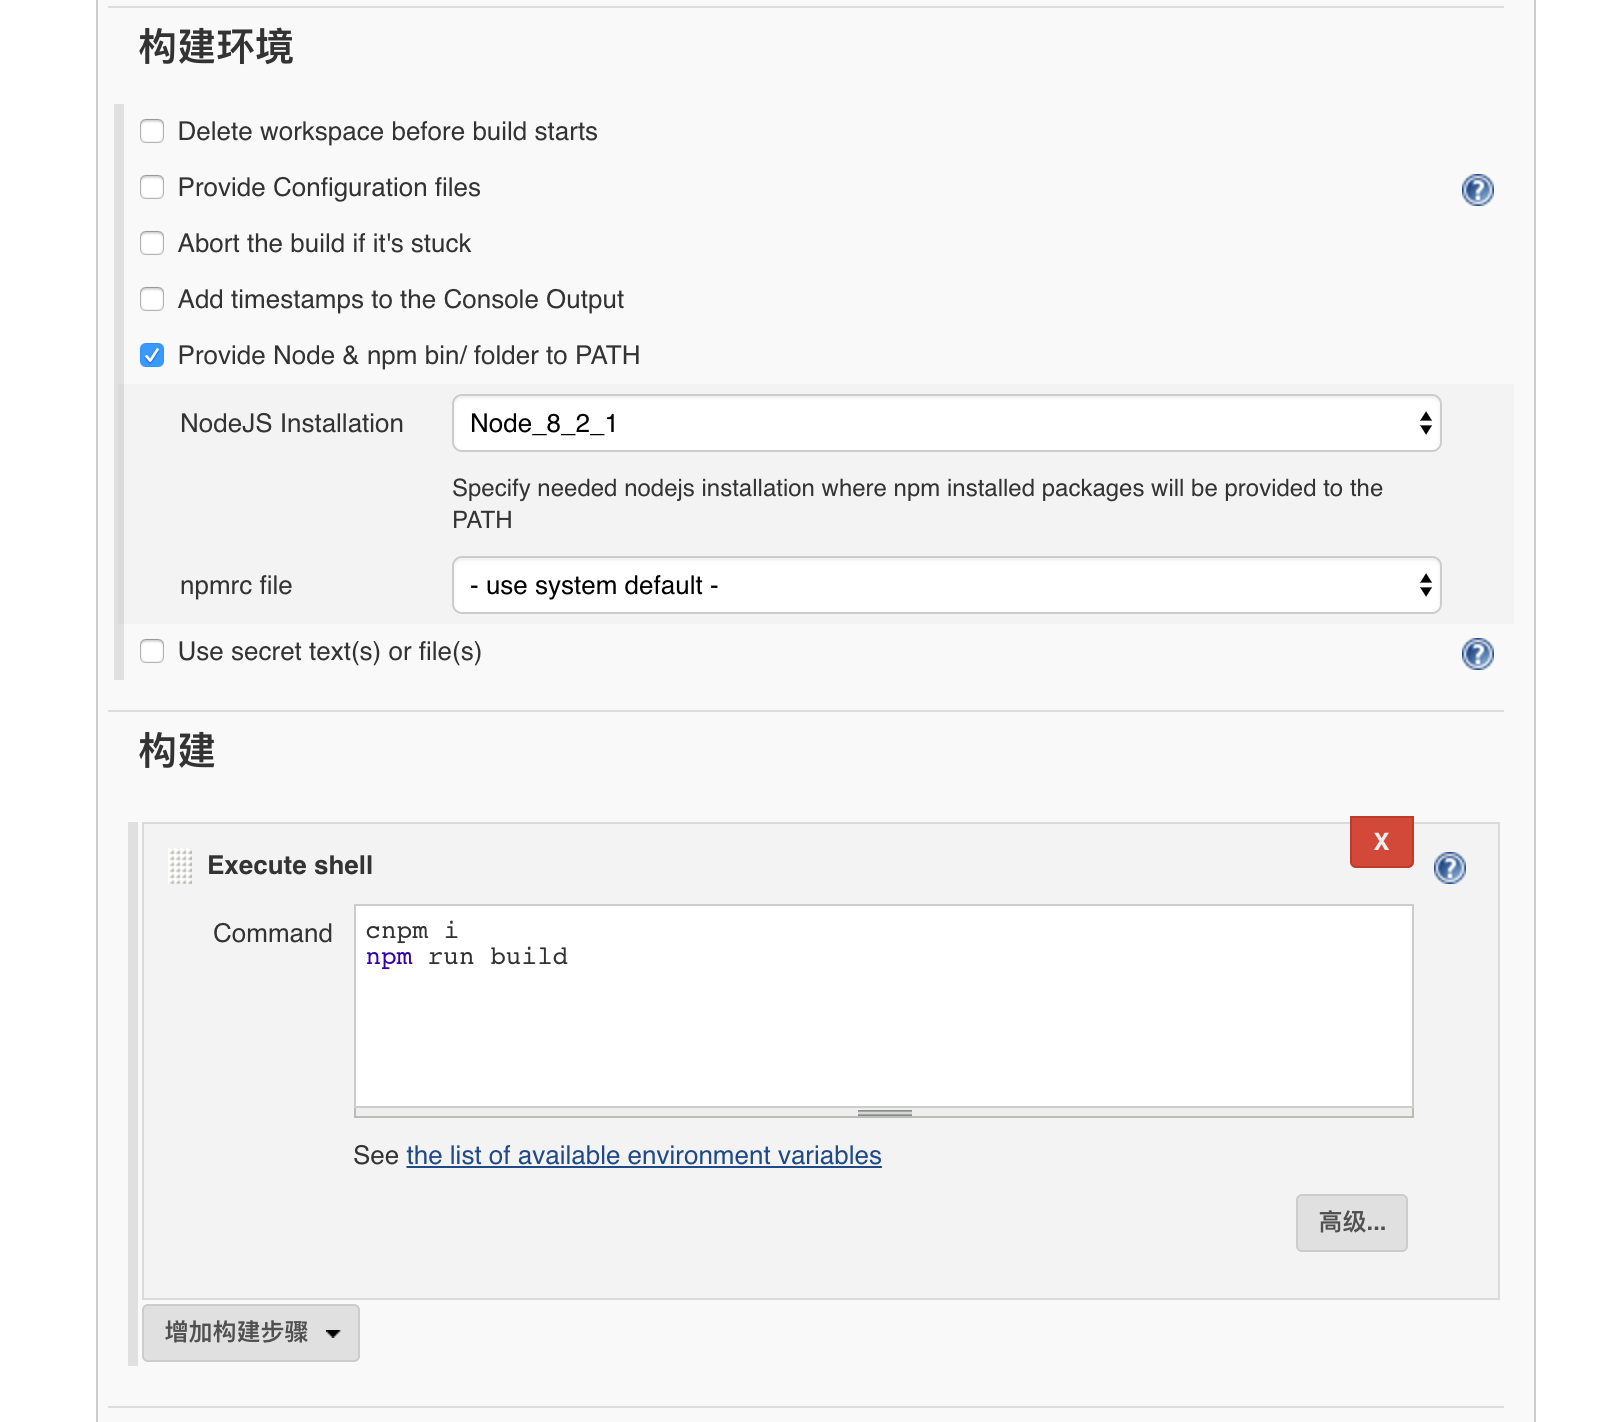 构建环境
Delete workspace before build starts
Provide Configuration files
Abort the build if it's stuck
Add timestamps to the Console Output
Provide Node & npm bin/ folder to PATH
NodeJS Installation
Node_8_2_1
Specify needed nodejs installation where npm installed packages will be provided to the
PATH
npmrc file
- use system default -
Use secret text(s) or file(s)
构建
X
Execute shell
Command
cnpm i
npm run build
See the list of available environment variables
高级...
增加构建步骤